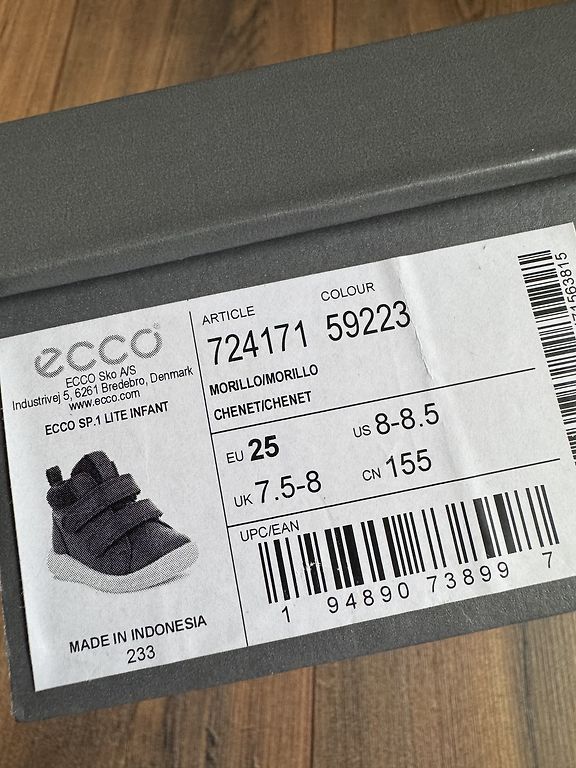 ecco
ECCO Sko A/S
Industrivej 5, 6261 Bredebro, Denmark
www.ecco.com
ECCO SP.1 LITE INFANT
MADE IN INDONESIA
233
ARTICLE COLOUR
724171 59223
MORILLO/MORILLO
CHENET/CHENET
EU 25 US 8-8.5
UK 7.5-8 CN 155
UPC/EAN
1 94890 73899 7
71563815